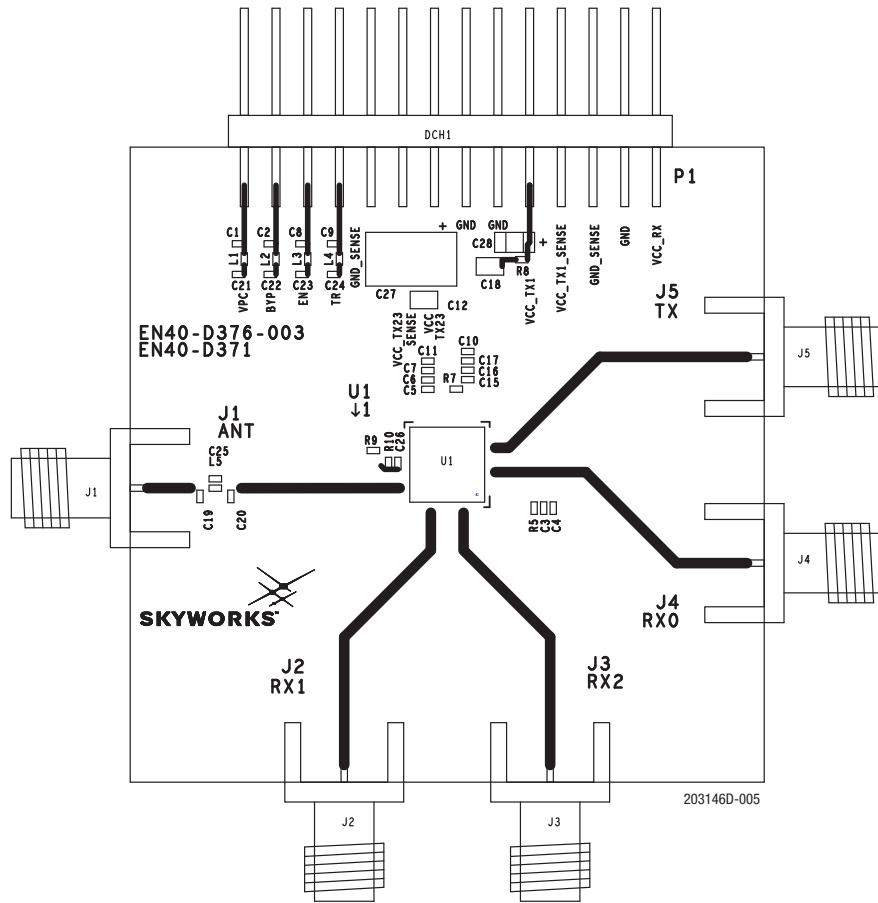 DCH1
P1
C1
C2
C8
C9
L1
L2
L3
L4
C21
C22
C23
C24
VPC
BYP
EN
TR
GND_SENSE
+ GND
GND
C28
+
C18
R8
C27
C12
VCC_TX23
SENSE
VCC
TX23
VCC_TX1
VCC_TX1_SENSE
GND_SENSE
GND
VCC_RX
J5
TX
J5
EN40-D376-003
EN40-D371
C11
C7
C6
C5
C10
C17
C16
C15
R7
U1
↓1
J1
ANT
R9
R10
C26
U1
C25
L5
J1
C19
C20
R5
C3
C4
J4
J4
RX0
SKYWORKS™
J2
RX1
J3
RX2
203146D-005
J2
J3